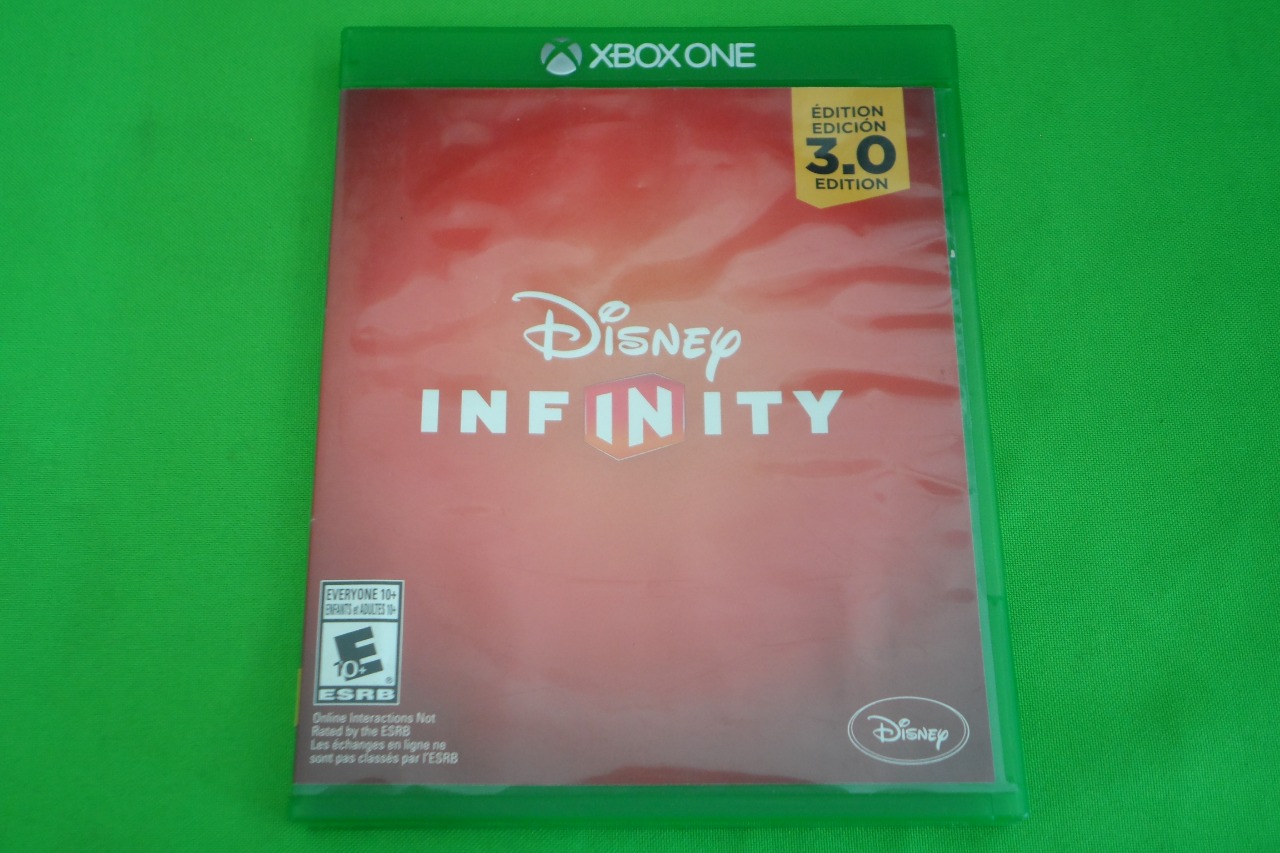 XBOX ONE
ÉDITION
EDICIÓN
3.0
EDITION
Disney
INFINITY
EVERYONE 10+
ENFANTS et ADULTES 10+
E
10+
®
ESRB
Online Interactions Not
Rated by the ESRB
Les échanges en ligne ne
sont pas classés par l'ESRB
Disney